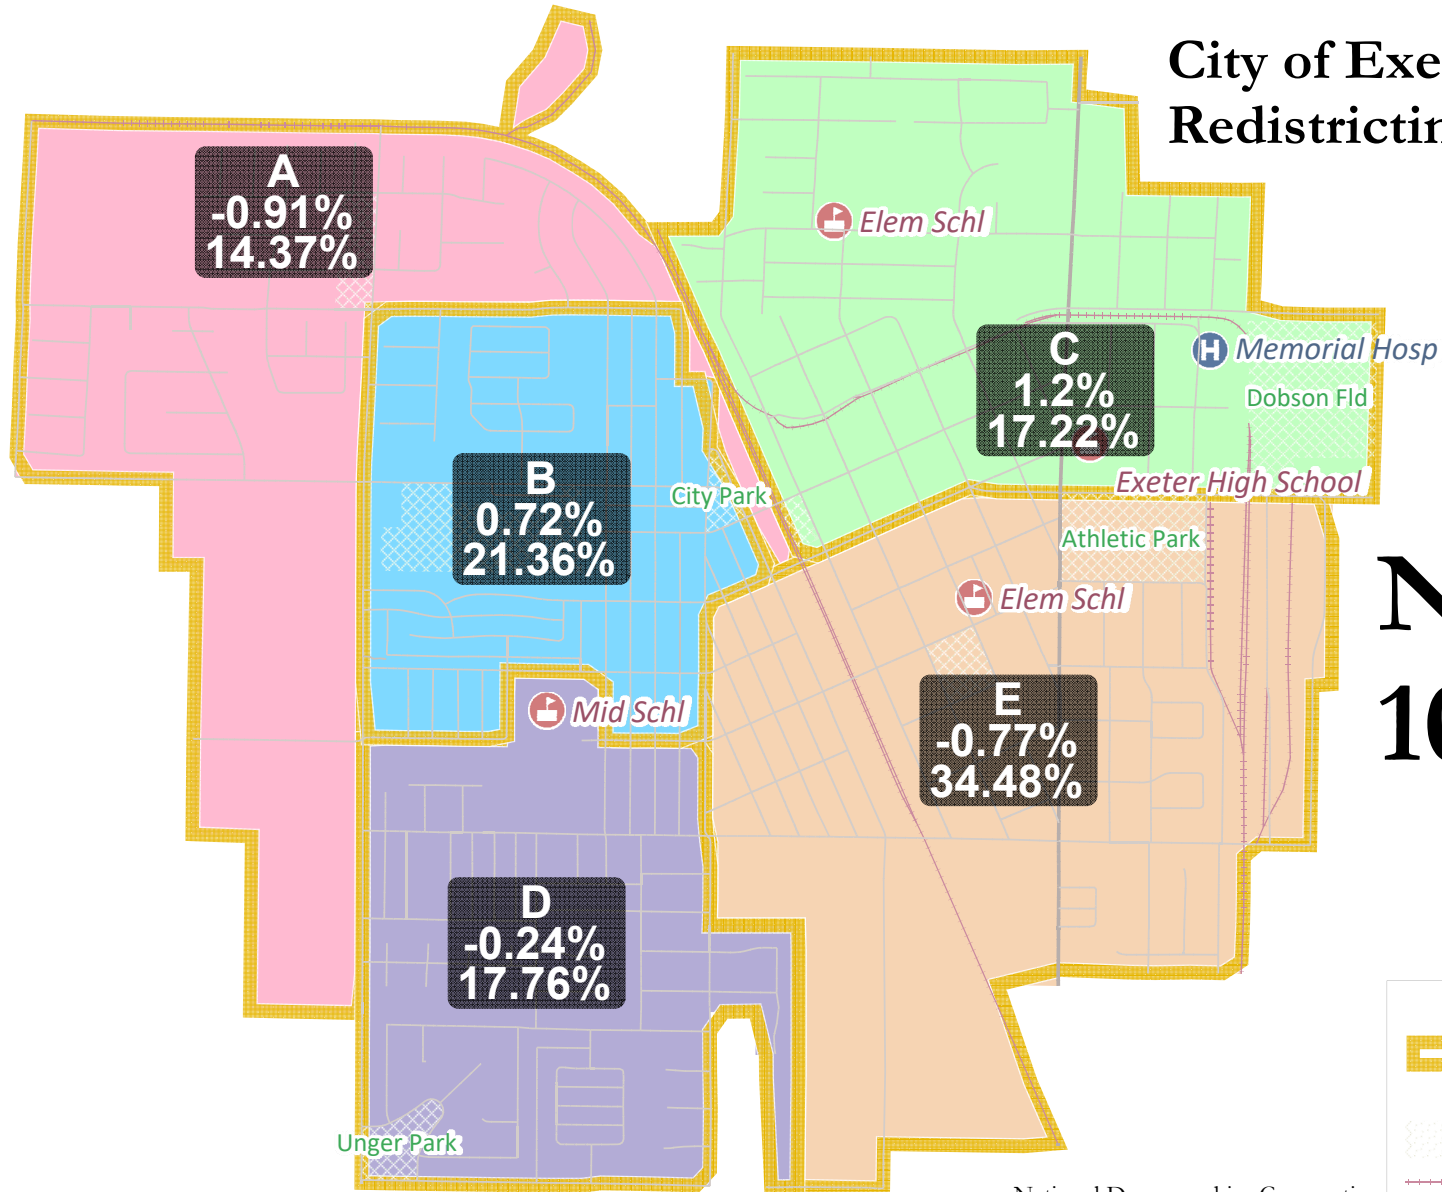 City of Exe
Redistrictin
A
-0.91%
14.37%
Elem Schl
C
1.2%
17.22%
H
Memorial Hosp
Dobson Fld
Exeter High School
B
0.72%
21.36%
City Park
Athletic Park
Elem Schl
N
10
Mid Schl
E
-0.77%
34.48%
D
-0.24%
17.76%
Unger Park